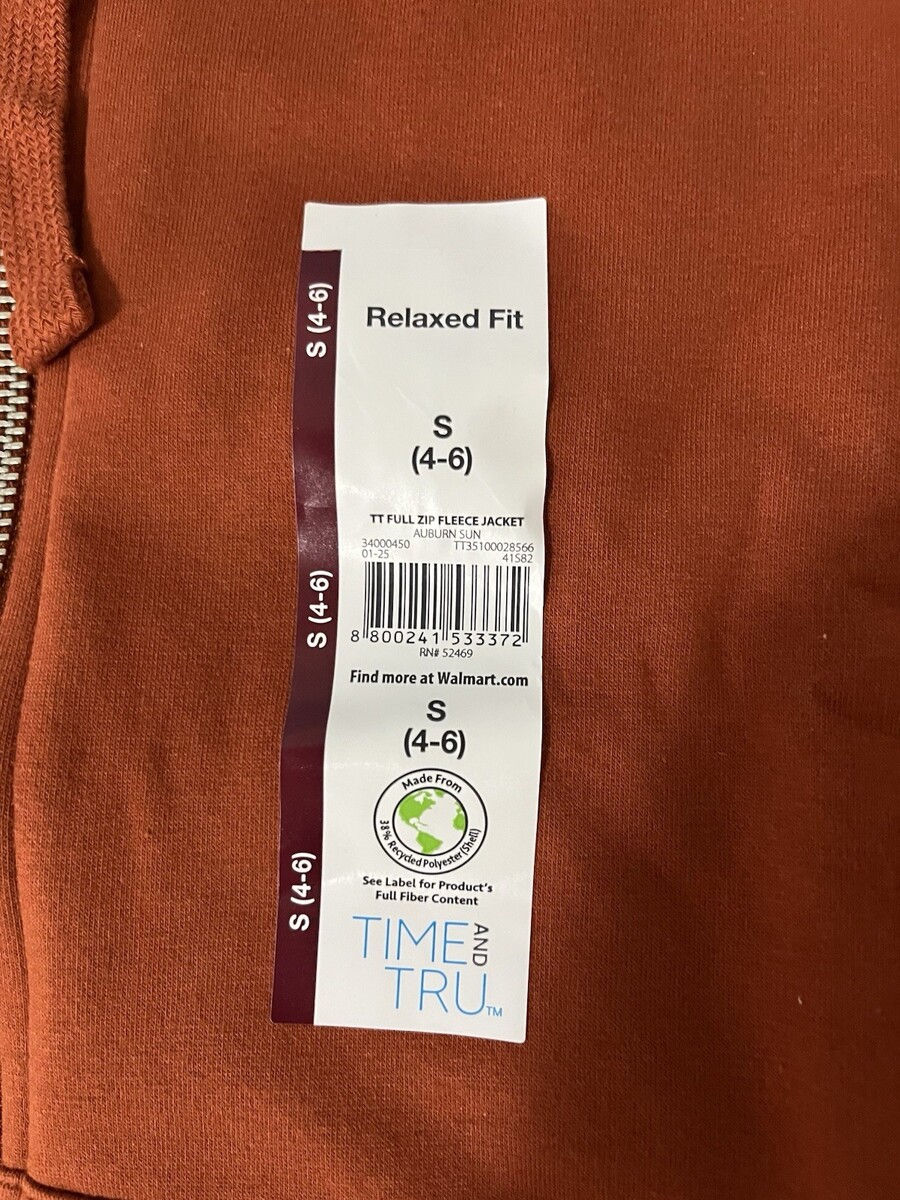 Relaxed Fit
S (4-6)
S
(4-6)
TT FULL ZIP FLEECE JACKET
AUBURN SUN
34000450 TT35100028566
01-25 41582
8 800241 533372
RN# 52469
S (4-6)
Find more at Walmart.com
S
(4-6)
Made From
38% Recycled Polyester (Shell)
See Label for Product's
Full Fiber Content
S (4-6)
TIME AND
TRU™